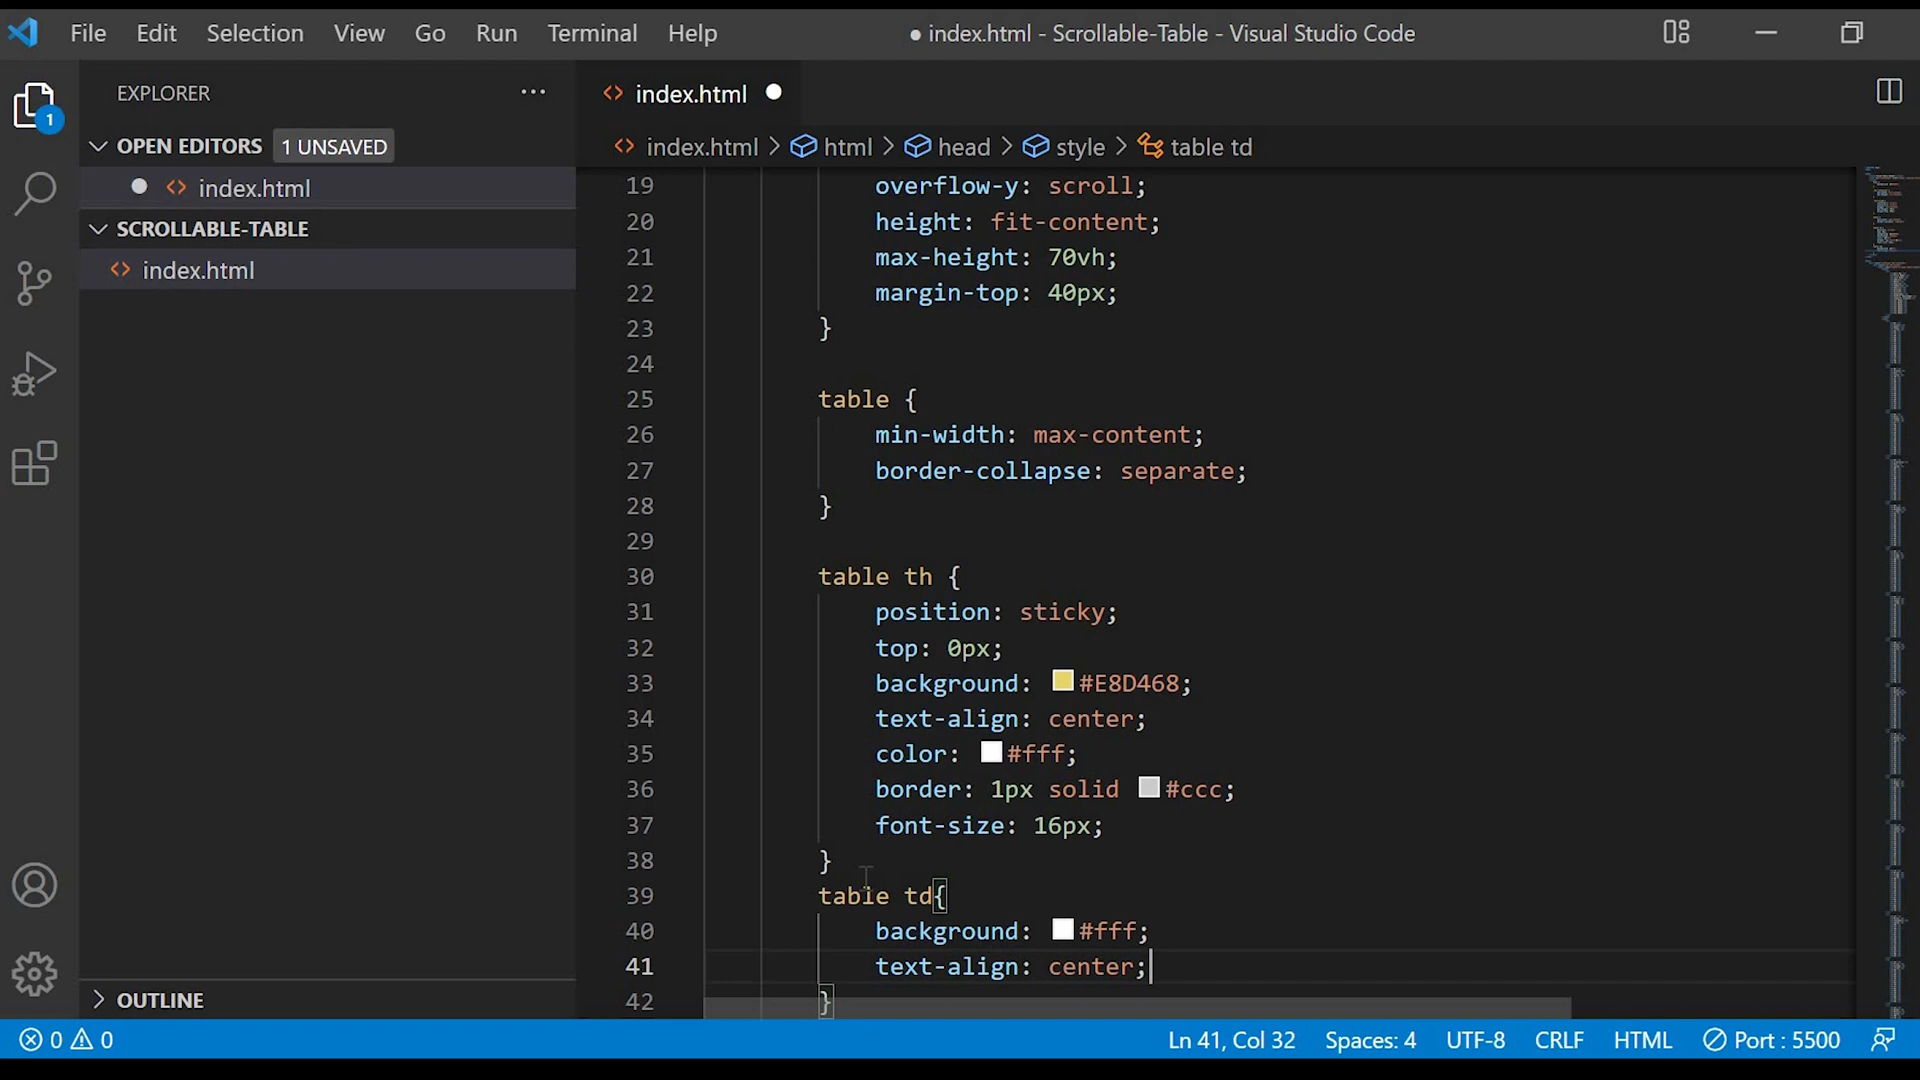 File Edit Selection View Go Run Terminal Help
● index.html - Scrollable-Table - Visual Studio Code
EXPLORER
index.html
OPEN EDITORS 1 UNSAVED
index.html > html > head > style > table td
index.html
SCROLLABLE-TABLE
index.html
1
19 overflow-y: scroll;
20 height: fit-content;
21 max-height: 70vh;
22 margin-top: 40px;
23 }
24
25 table {
26 min-width: max-content;
27 border-collapse: separate;
28 }
29
30 table th {
31 position: sticky;
32 top: 0px;
33 background: #E8D468;
34 text-align: center;
35 color: #fff;
36 border: 1px solid #ccc;
37 font-size: 16px;
38 }
39 table td{
40 background: #fff;
41 text-align: center;
42 }
OUTLINE
0 0 Ln 41, Col 32 Spaces: 4 UTF-8 CRLF HTML Port : 5500